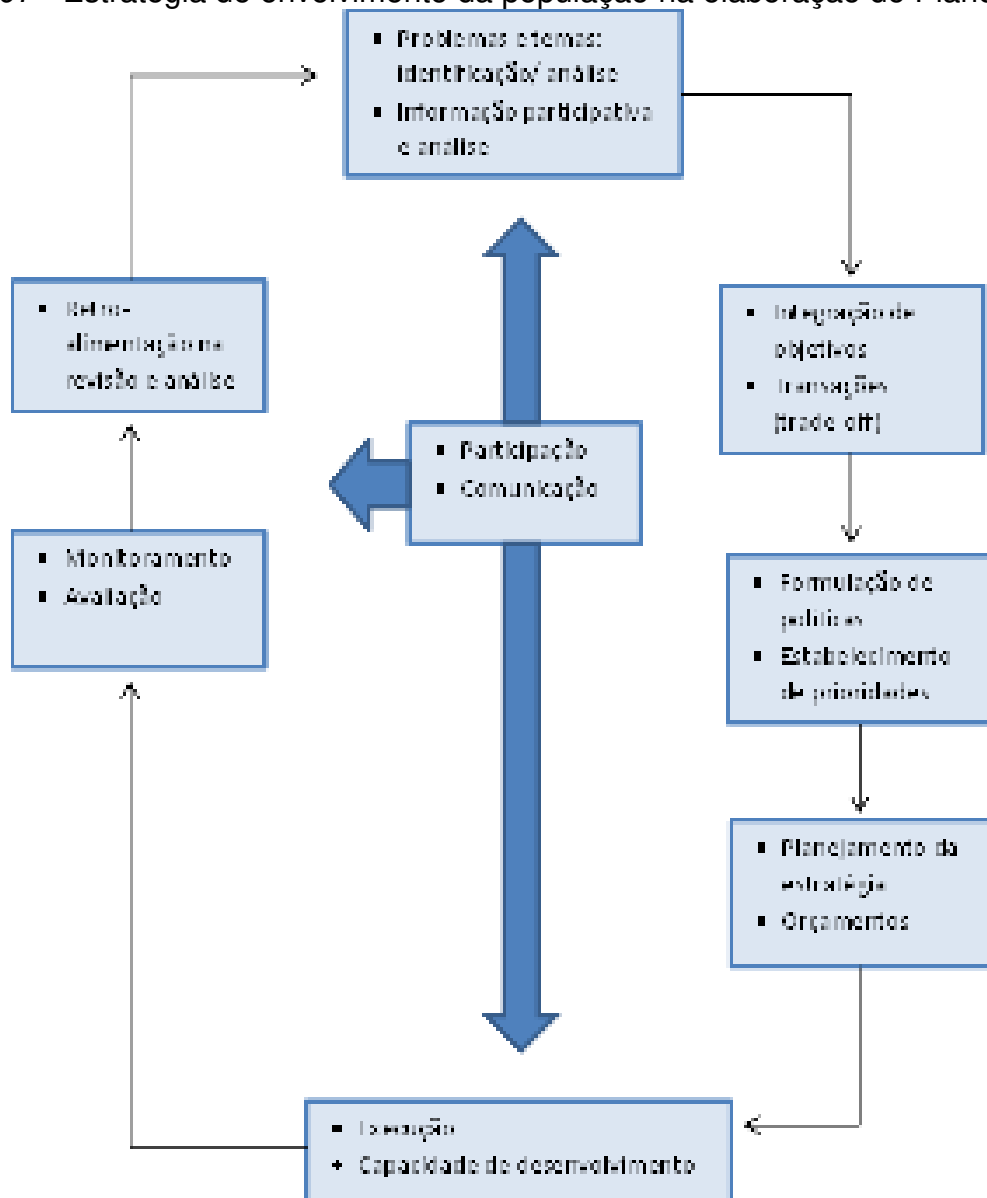 Estratégia de envolvimento da população na elaboração do Plano
▪ Problemas e temas:
identificação/ análise
▪ Informação participativa
e análise
▪ Integração de
objetivos
▪ Transações
(trade-off)
▪ Formulação de
políticas
▪ Estabelecimento
de prioridades
▪ Planejamento da
estratégia
▪ Orçamentos
▪ Execução
• Capacidade de desenvolvimento
▪ Monitoramento
▪ Avaliação
▪ Retro-
alimentação na
revisão e análise
▪ Participação
▪ Comunicação